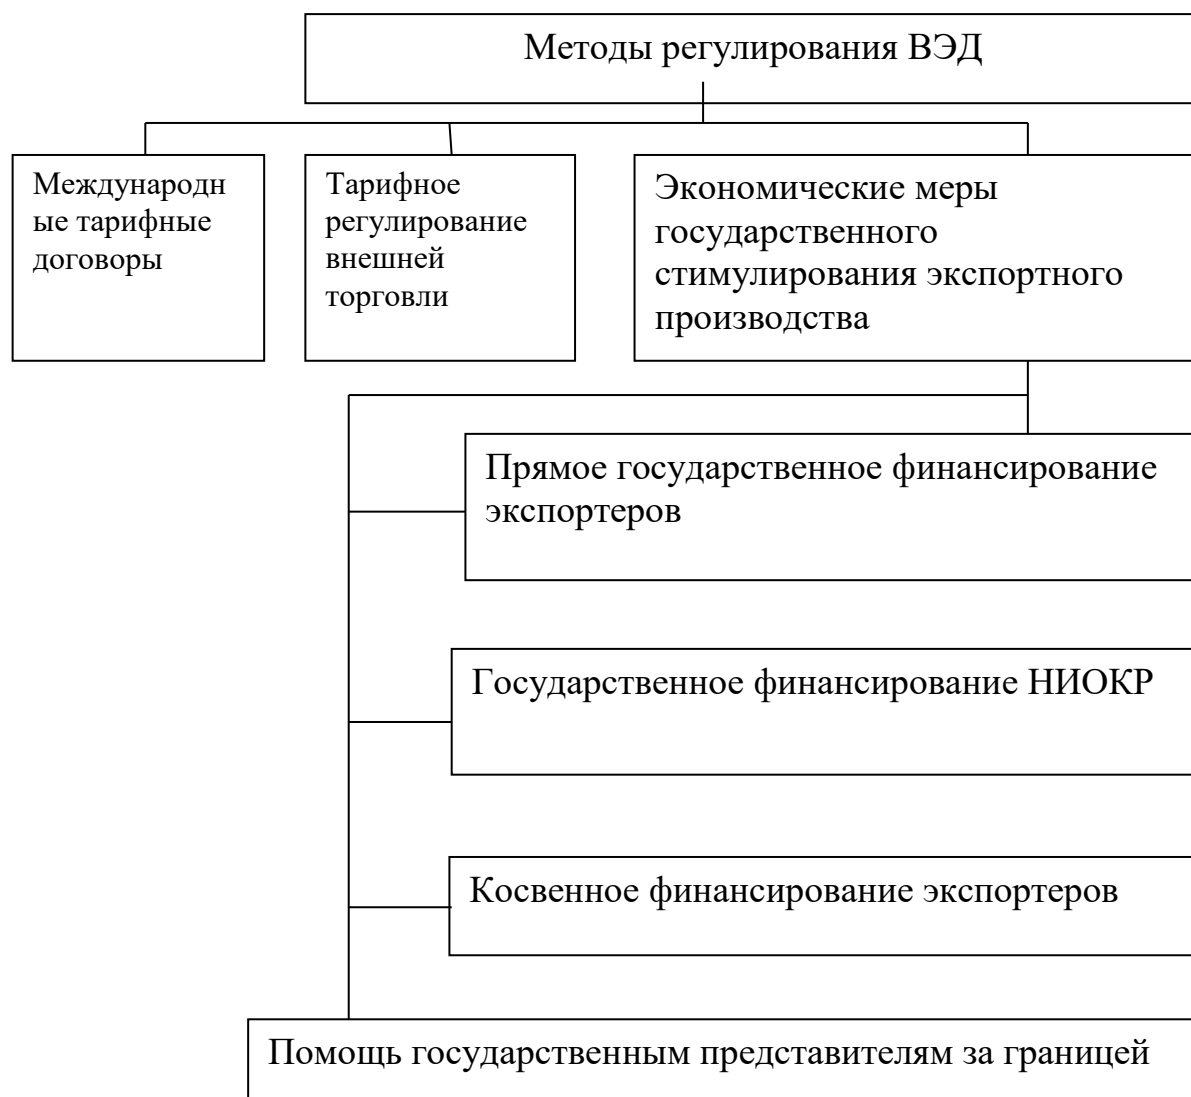 Методы регулирования ВЭД
Международн
ые тарифные
договоры
Тарифное
регулирование
внешней
торговли
Экономические меры
государственного
стимулирования экспортного
производства
Прямое государственное финансирование
экспортеров
Государственное финансирование НИОКР
Косвенное финансирование экспортеров
Помощь государственным представителям за границей